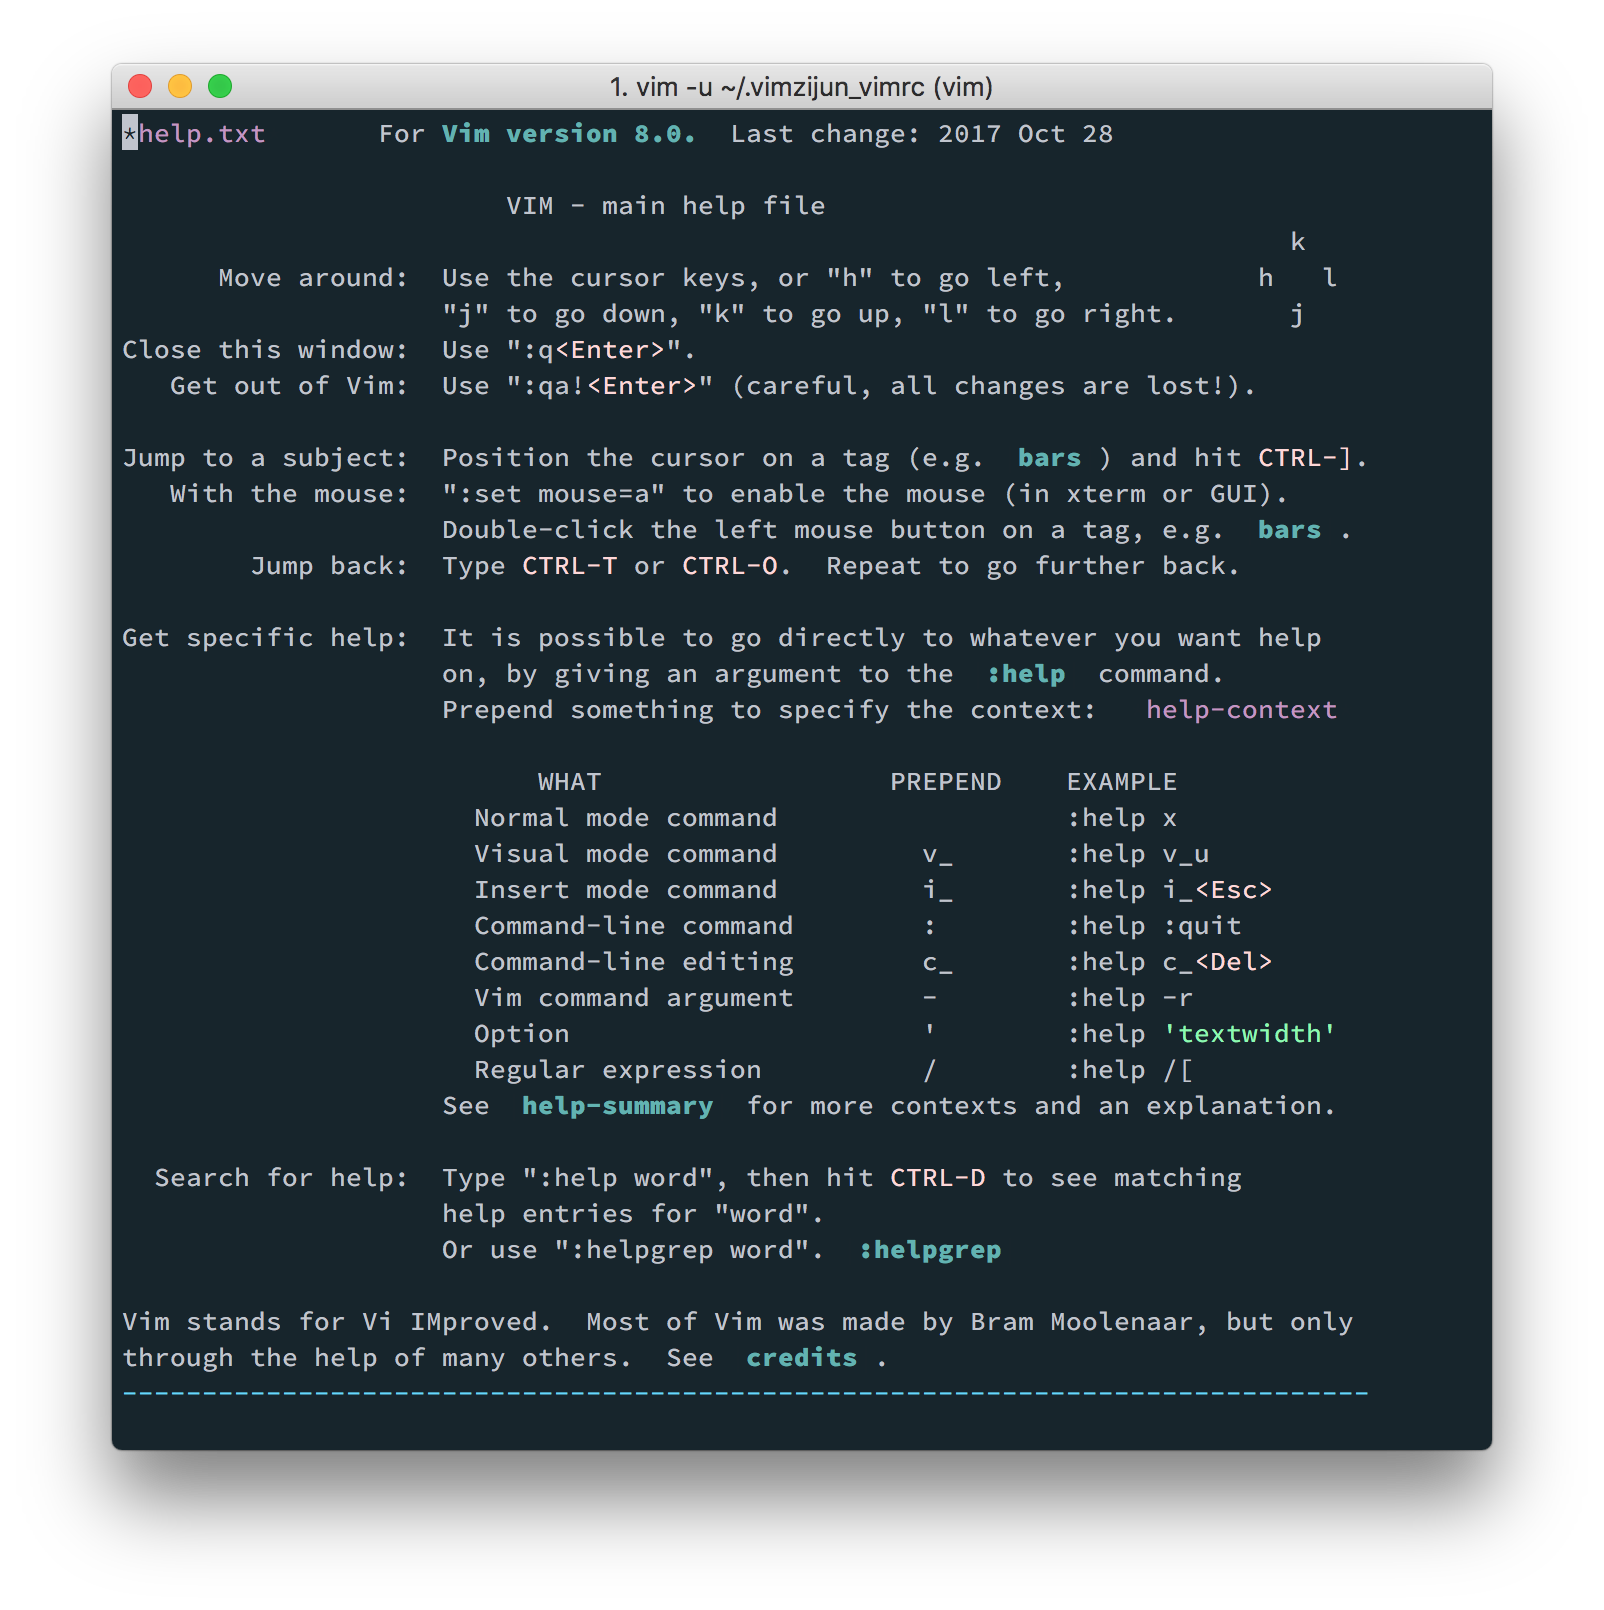 1. vim -u ~/.vimzijun_vimrc (vim)
*help.txt       For Vim version 8.0.  Last change: 2017 Oct 28
                        VIM - main help file
                                                                         k
      Move around:  Use the cursor keys, or "h" to go left,            h   l
                    "j" to go down, "k" to go up, "l" to go right.       j
Close this window:  Use ":q<Enter>".
   Get out of Vim:  Use ":qa!<Enter>" (careful, all changes are lost!).
Jump to a subject:  Position the cursor on a tag (e.g.  bars ) and hit CTRL-].
   With the mouse:  ":set mouse=a" to enable the mouse (in xterm or GUI).
                    Double-click the left mouse button on a tag, e.g.  bars .
        Jump back:  Type CTRL-T or CTRL-O.  Repeat to go further back.
Get specific help:  It is possible to go directly to whatever you want help
                    on, by giving an argument to the  :help  command.
                    Prepend something to specify the context:   help-context
                          WHAT                  PREPEND    EXAMPLE
                      Normal mode command                  :help x
                      Visual mode command         v_       :help v_u
                      Insert mode command         i_       :help i_<Esc>
                      Command-line command        :        :help :quit
                      Command-line editing        c_       :help c_<Del>
                      Vim command argument        -        :help -r
                      Option                      '        :help 'textwidth'
                      Regular expression          /        :help /[
                    See  help-summary  for more contexts and an explanation.
  Search for help:  Type ":help word", then hit CTRL-D to see matching
                    help entries for "word".
                    Or use ":helpgrep word".  :helpgrep
Vim stands for Vi IMproved.  Most of Vim was made by Bram Moolenaar, but only
through the help of many others.  See  credits .
------------------------------------------------------------------------------